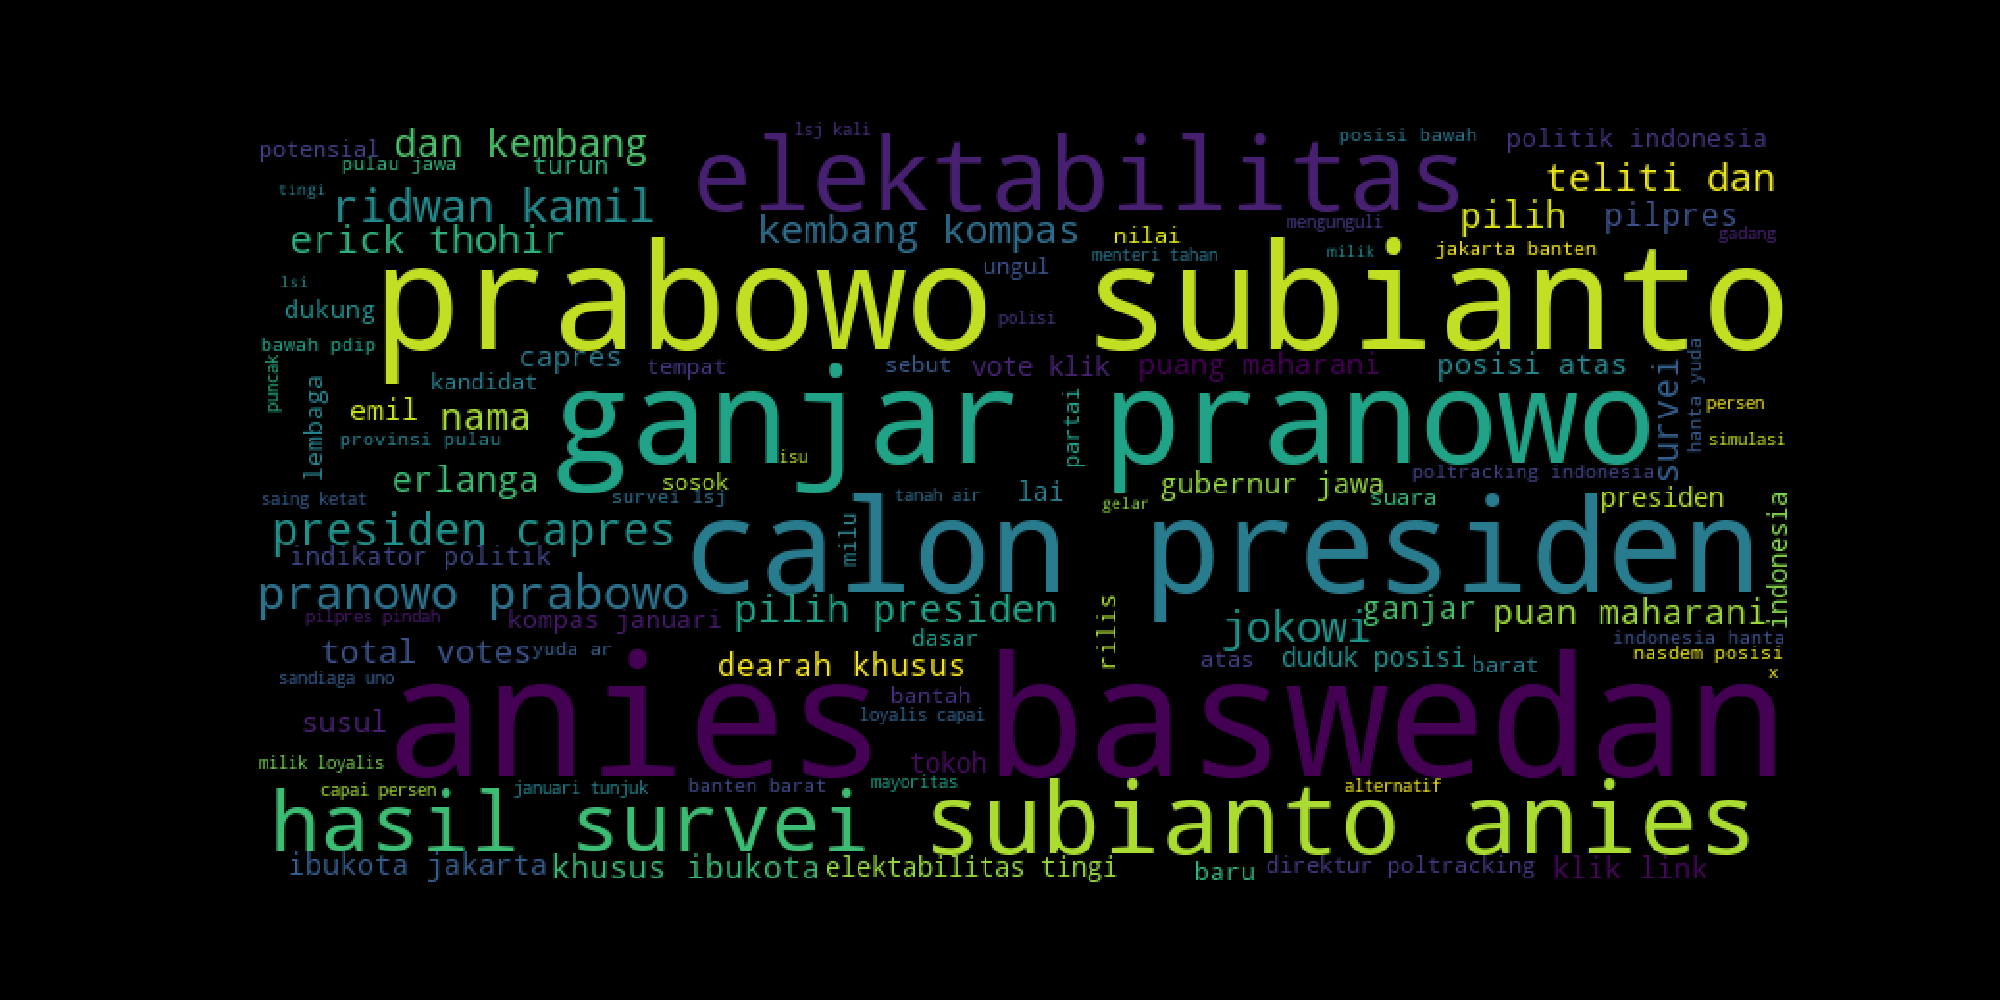 lsj kali
potensial
dan kembang
elektabilitas
posisi bawah
politik indonesia
pulau jawa
turun
teliti dan
tingi
ridwan kamil
kembang kompas
mengunguli
pilih
pilpres
erick thohir
nilai
gadang
menteri tahan
milik
jakarta banten
prabowo subianto
ungul
lsi
dukung
polisi
bawah pdip
capres
tempat
sebut
vote klik
puang maharani
posisi atas
survei
hanta yuda
puncak
lembaga
kandidat
ganjar pranowo
partai
emil
nama
persen
provinsi pulau
simulasi
isu
erlanga
sosok
poltracking indonesia
gubernur jawa
saing ketat
survei lsj
tanah air
lai
gelar
suara
presiden
indonesia
presiden capres
calon presiden
milu
indikator politik
pranowo prabowo
pilih presiden
rilis
ganjar
puan maharani
pilpres pindah
kompas januari
jokowi
dasar
indonesia hanta
total votes
yuda ar
dearah khusus
atas
duduk posisi
barat
nasdem posisi
x
sandiaga uno
anies baswedan
bantah
loyalis capai
susul
tokoh
milik loyalis
capai persen
januari tunjuk
banten barat
mayoritas
alternatif
hasil survei
subianto anies
ibukota jakarta
khusus ibukota
elektabilitas tingi
baru
direktur poltracking
klik link